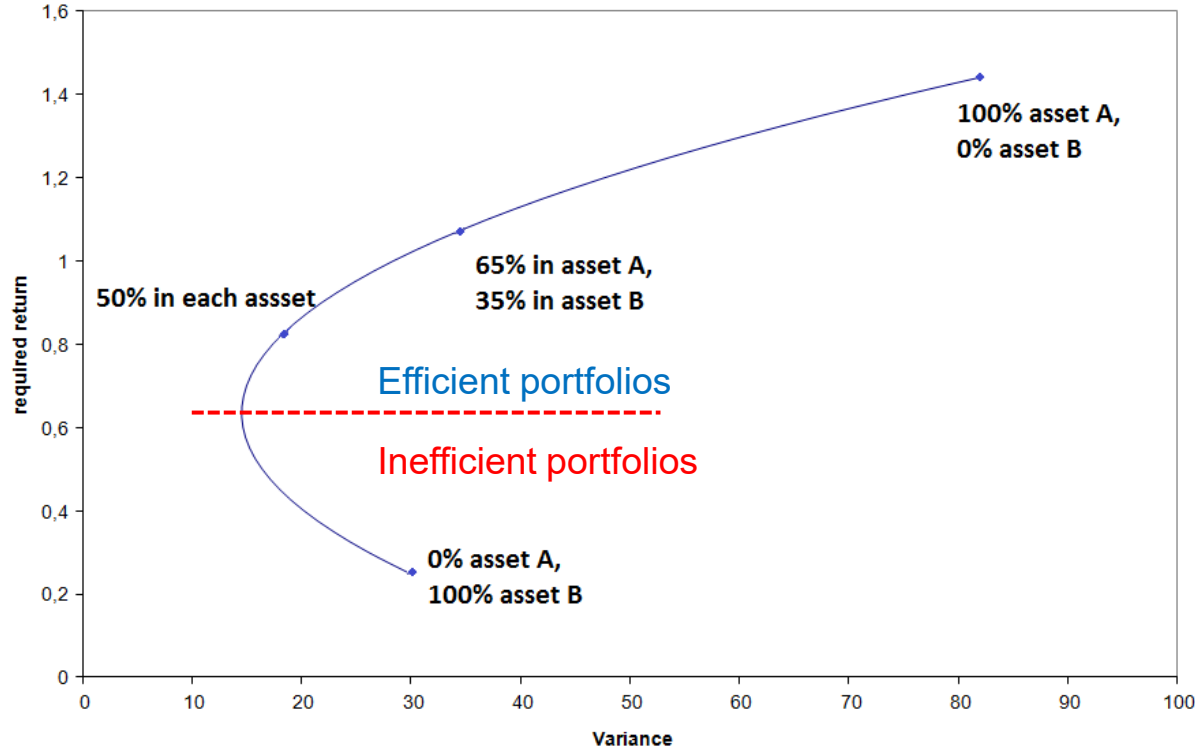 1,6
1,4
1,2
1
0,8
0,6
0,4
0,2
0
required return
100% asset A,
0% asset B
65% in asset A,
35% in asset B
50% in each assset
Efficient portfolios
Inefficient portfolios
0% asset A,
100% asset B
0 10 20 30 40 50 60 70 80 90 100
Variance